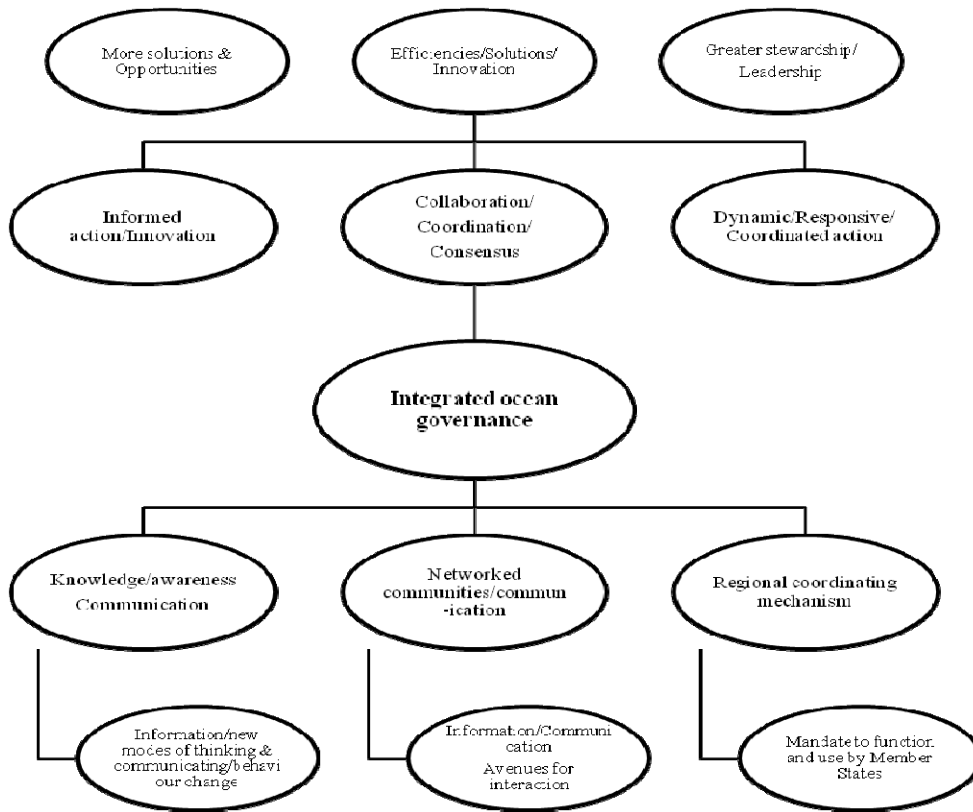 More solutions &
Opportunities
Efficiencies/Solutions/
Innovation
Greater stewardship/
Leadership
Informed
action/Innovation
Collaboration/
Coordination/
Consensus
Dynamic/Responsive/
Coordinated action
Integrated ocean
governance
Knowledge/awareness
Communication
Networked
communities/commun
-ication
Regional coordinating
mechanism
Information/new
modes of thinking &
communicating/behavi
our change
Information/Communi
cation
Avenues for
interaction
Mandate to function
and use by Member
States